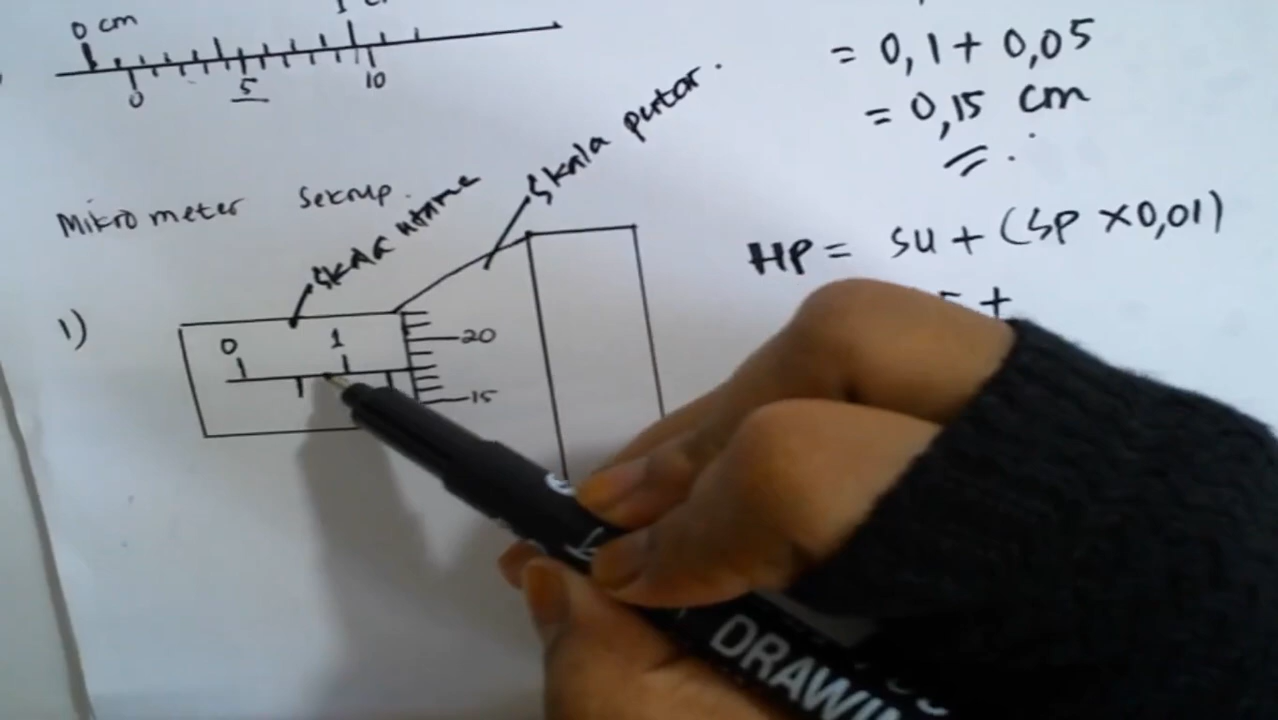 0 cm
0 5 10
= 0,1 + 0,05
= 0,15 cm
Mikrometer Sekrup.
skala utama
skala putar.
HP = SU + (SP X 0,01)
+
1)
0 1
20
15
DRAWIN